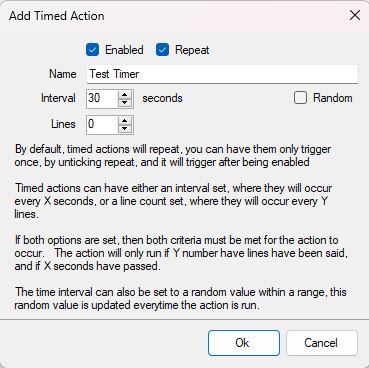 Add Timed Action
Enabled Repeat
Name Test Timer
Interval 30 seconds Random
Lines 0
By default, timed actions will repeat, you can have them only trigger
once, by unticking repeat, and it will trigger after being enabled
Timed actions can have either an interval set, where they will occur
every X seconds, or a line count set, where they will occur every Y
lines.
If both options are set, then both criteria must be met for the action to
occur. The action will only run if Y number have lines have been said,
and if X seconds have passed.
The time interval can also be set to a random value within a range, this
random value is updated everytime the action is run.
Ok Cancel